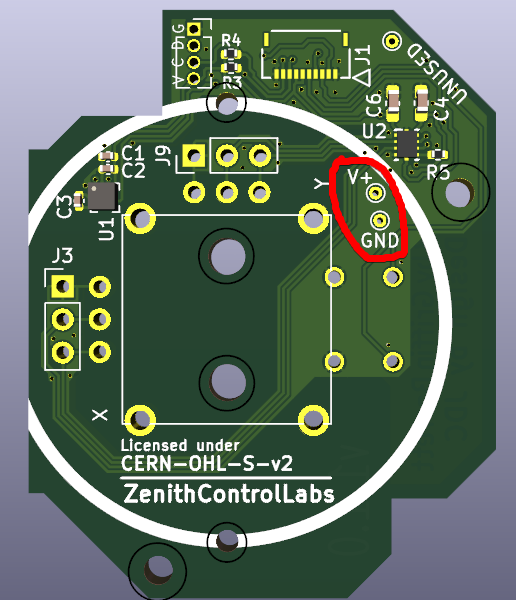 G
D
C
V
R4
R3
J1
UNUSED
C6
C4
U2
R5
J9
C1
C2
C3
U1
Y
V+
GND
J3
X
Licensed under
CERN-OHL-S-v2
ZenithControlLabs